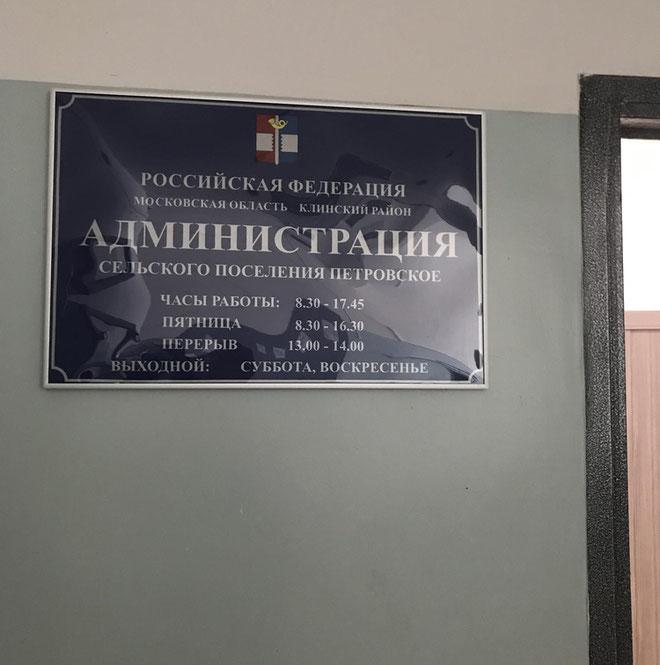 РОССИЙСКАЯ ФЕДЕРАЦИЯ
МОСКОВСКАЯ ОБЛАСТЬ КЛИНСКИЙ РАЙОН
АДМИНИСТРАЦИЯ
СЕЛЬСКОГО ПОСЕЛЕНИЯ ПЕТРОВСКОЕ
ЧАСЫ РАБОТЫ: 8.30 - 17.45
ПЯТНИЦА 8.30 - 16.30
ПЕРЕРЫВ 13.00 - 14.00
ВЫХОДНОЙ: СУББОТА, ВОСКРЕСЕНЬЕ